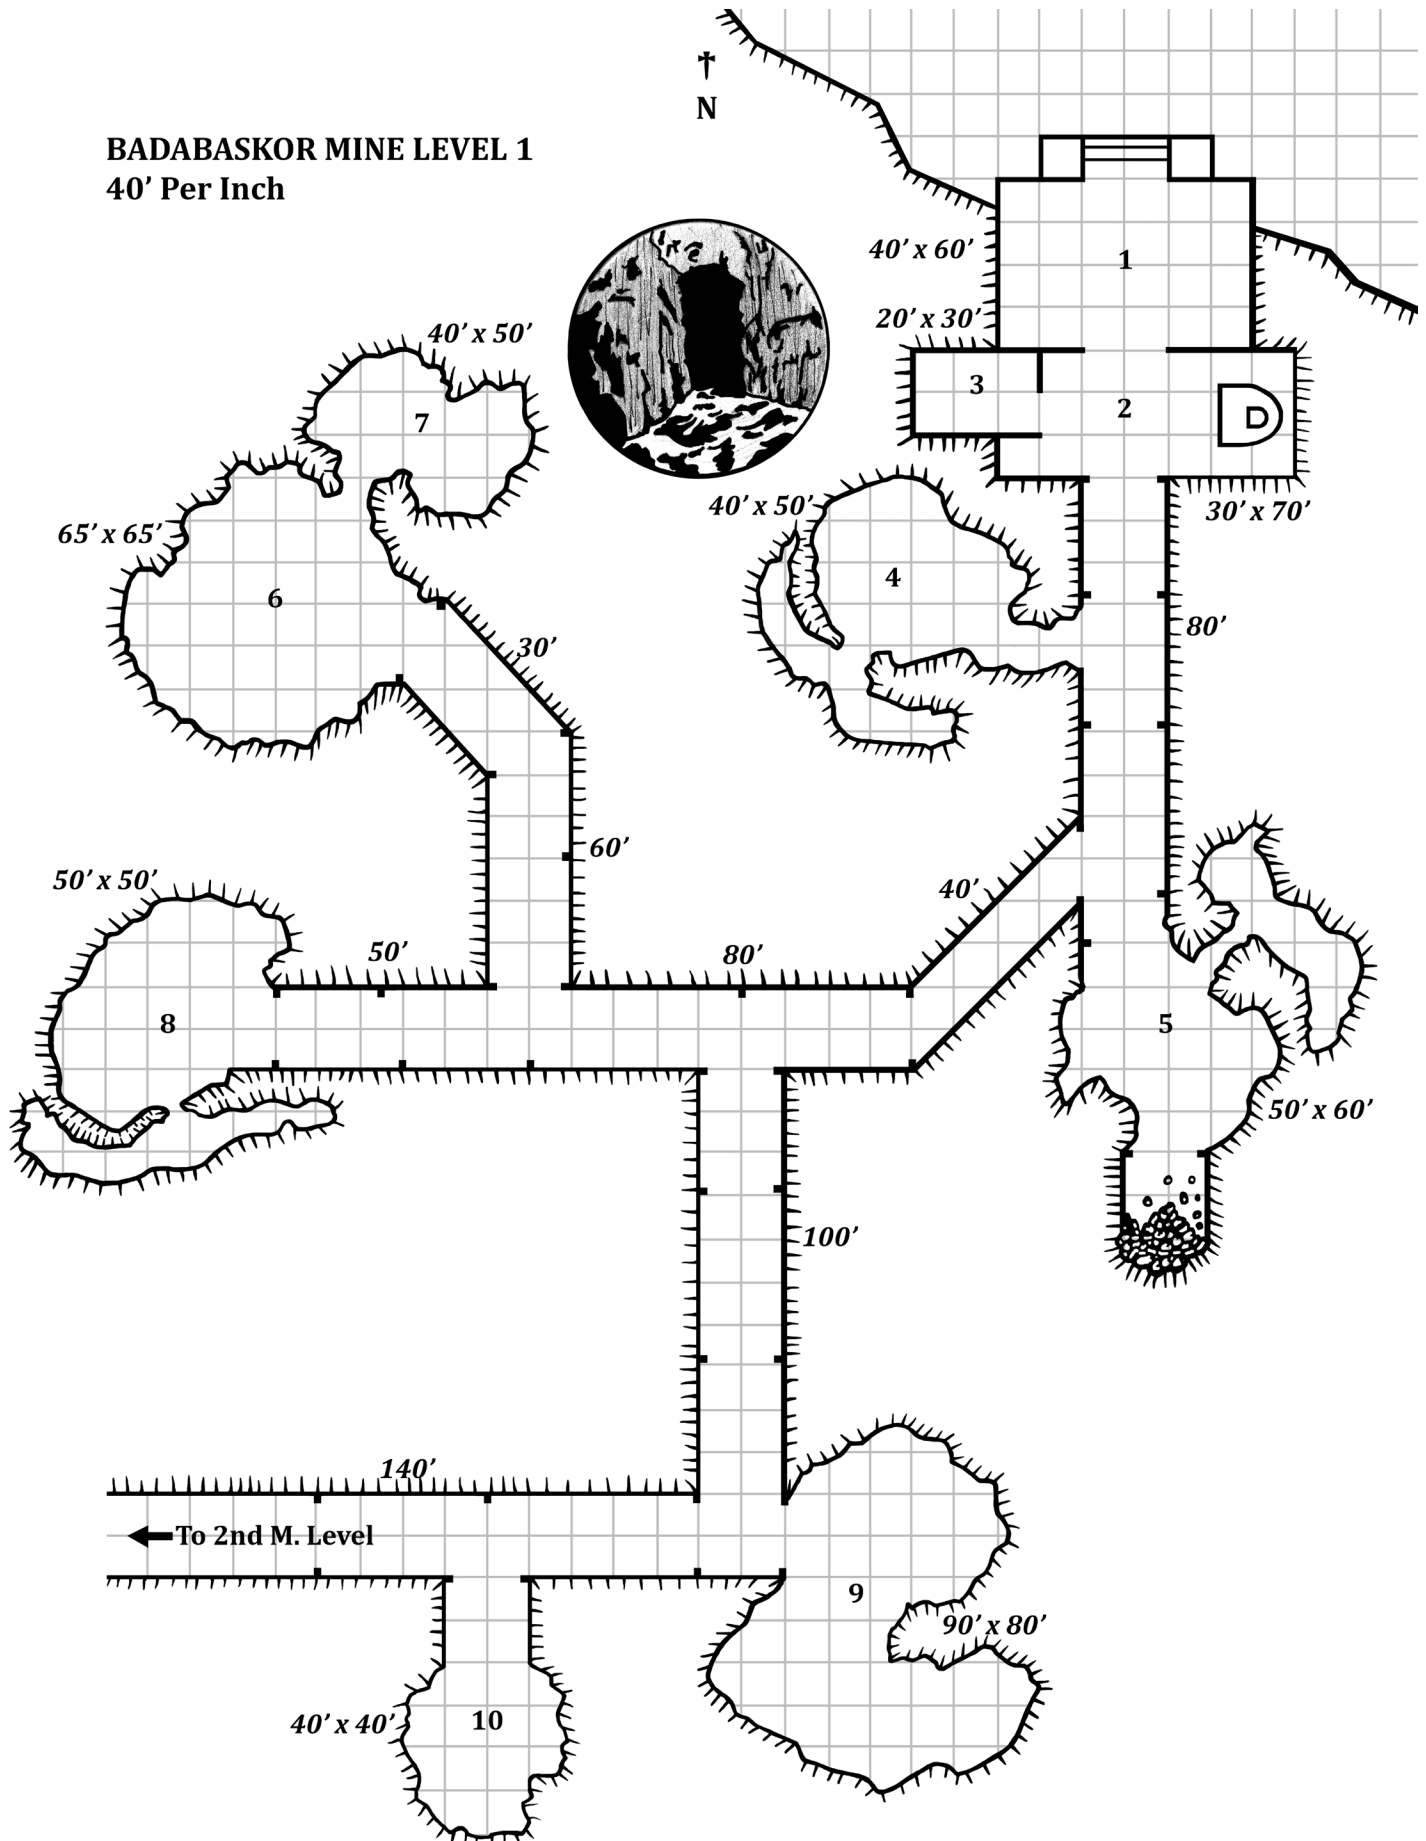 †
N
BADABASKOR MINE LEVEL 1
40’ Per Inch
40’ x 60’
1
20’ x 30’
3
2
D
30’ x 70’
40’ x 50’
7
65’ x 65’
6
30’
40’ x 50’
4
80’
60’
50’ x 50’
50’
80’
40’
8
5
50’ x 60’
100’
140’
To 2nd M. Level
9
90’ x 80’
40’ x 40’
10